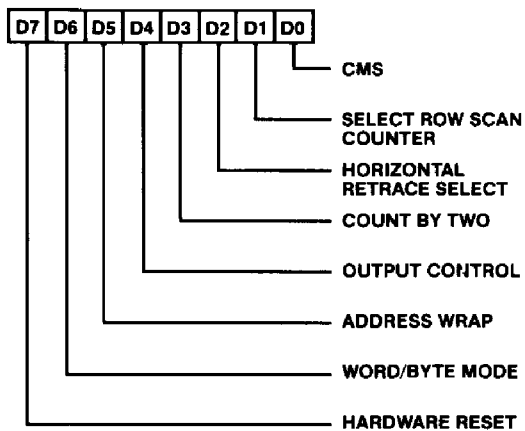 D7 D6 D5 D4 D3 D2 D1 D0
CMS
SELECT ROW SCAN
COUNTER
HORIZONTAL
RETRACE SELECT
COUNT BY TWO
OUTPUT CONTROL
ADDRESS WRAP
WORD/BYTE MODE
HARDWARE RESET